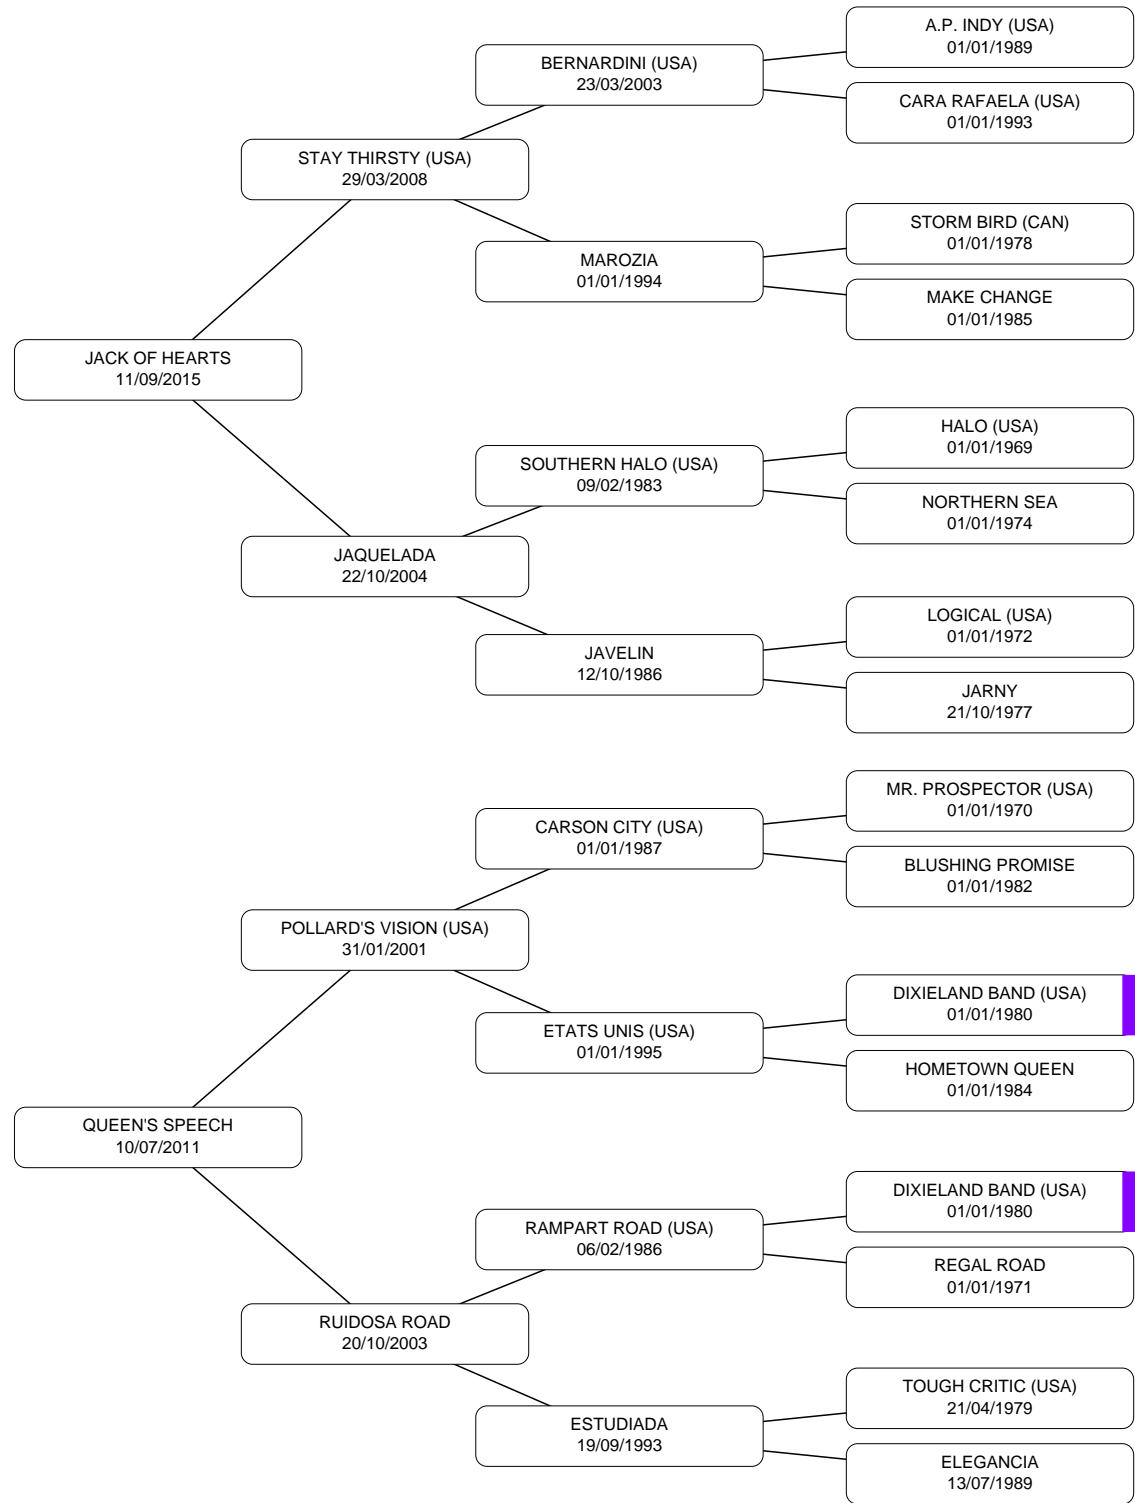 A.P. INDY (USA)
01/01/1989
BERNARDINI (USA)
23/03/2003
CARA RAFAELA (USA)
01/01/1993
STAY THIRSTY (USA)
29/03/2008
STORM BIRD (CAN)
01/01/1978
MAROZIA
01/01/1994
MAKE CHANGE
01/01/1985
JACK OF HEARTS
11/09/2015
HALO (USA)
01/01/1969
SOUTHERN HALO (USA)
09/02/1983
NORTHERN SEA
01/01/1974
JAQUELADA
22/10/2004
LOGICAL (USA)
01/01/1972
JAVELIN
12/10/1986
JARNY
21/10/1977
MR. PROSPECTOR (USA)
01/01/1970
CARSON CITY (USA)
01/01/1987
BLUSHING PROMISE
01/01/1982
POLLARD'S VISION (USA)
31/01/2001
DIXIELAND BAND (USA)
01/01/1980
ETATS UNIS (USA)
01/01/1995
HOMETOWN QUEEN
01/01/1984
QUEEN'S SPEECH
10/07/2011
DIXIELAND BAND (USA)
01/01/1980
RAMPART ROAD (USA)
06/02/1986
REGAL ROAD
01/01/1971
RUIDOSA ROAD
20/10/2003
TOUGH CRITIC (USA)
21/04/1979
ESTUDIADA
19/09/1993
ELEGANCIA
13/07/1989